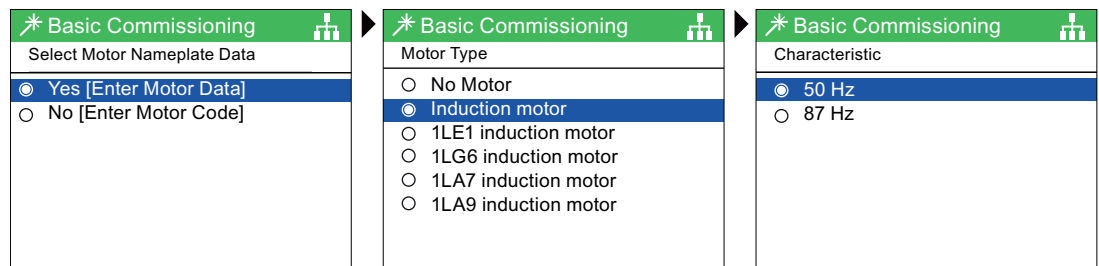 Basic Commissioning
Select Motor Nameplate Data
Yes [Enter Motor Data]
No [Enter Motor Code]
Basic Commissioning
Motor Type
No Motor
Induction motor
1LE1 induction motor
1LG6 induction motor
1LA7 induction motor
1LA9 induction motor
Basic Commissioning
Characteristic
50 Hz
87 Hz